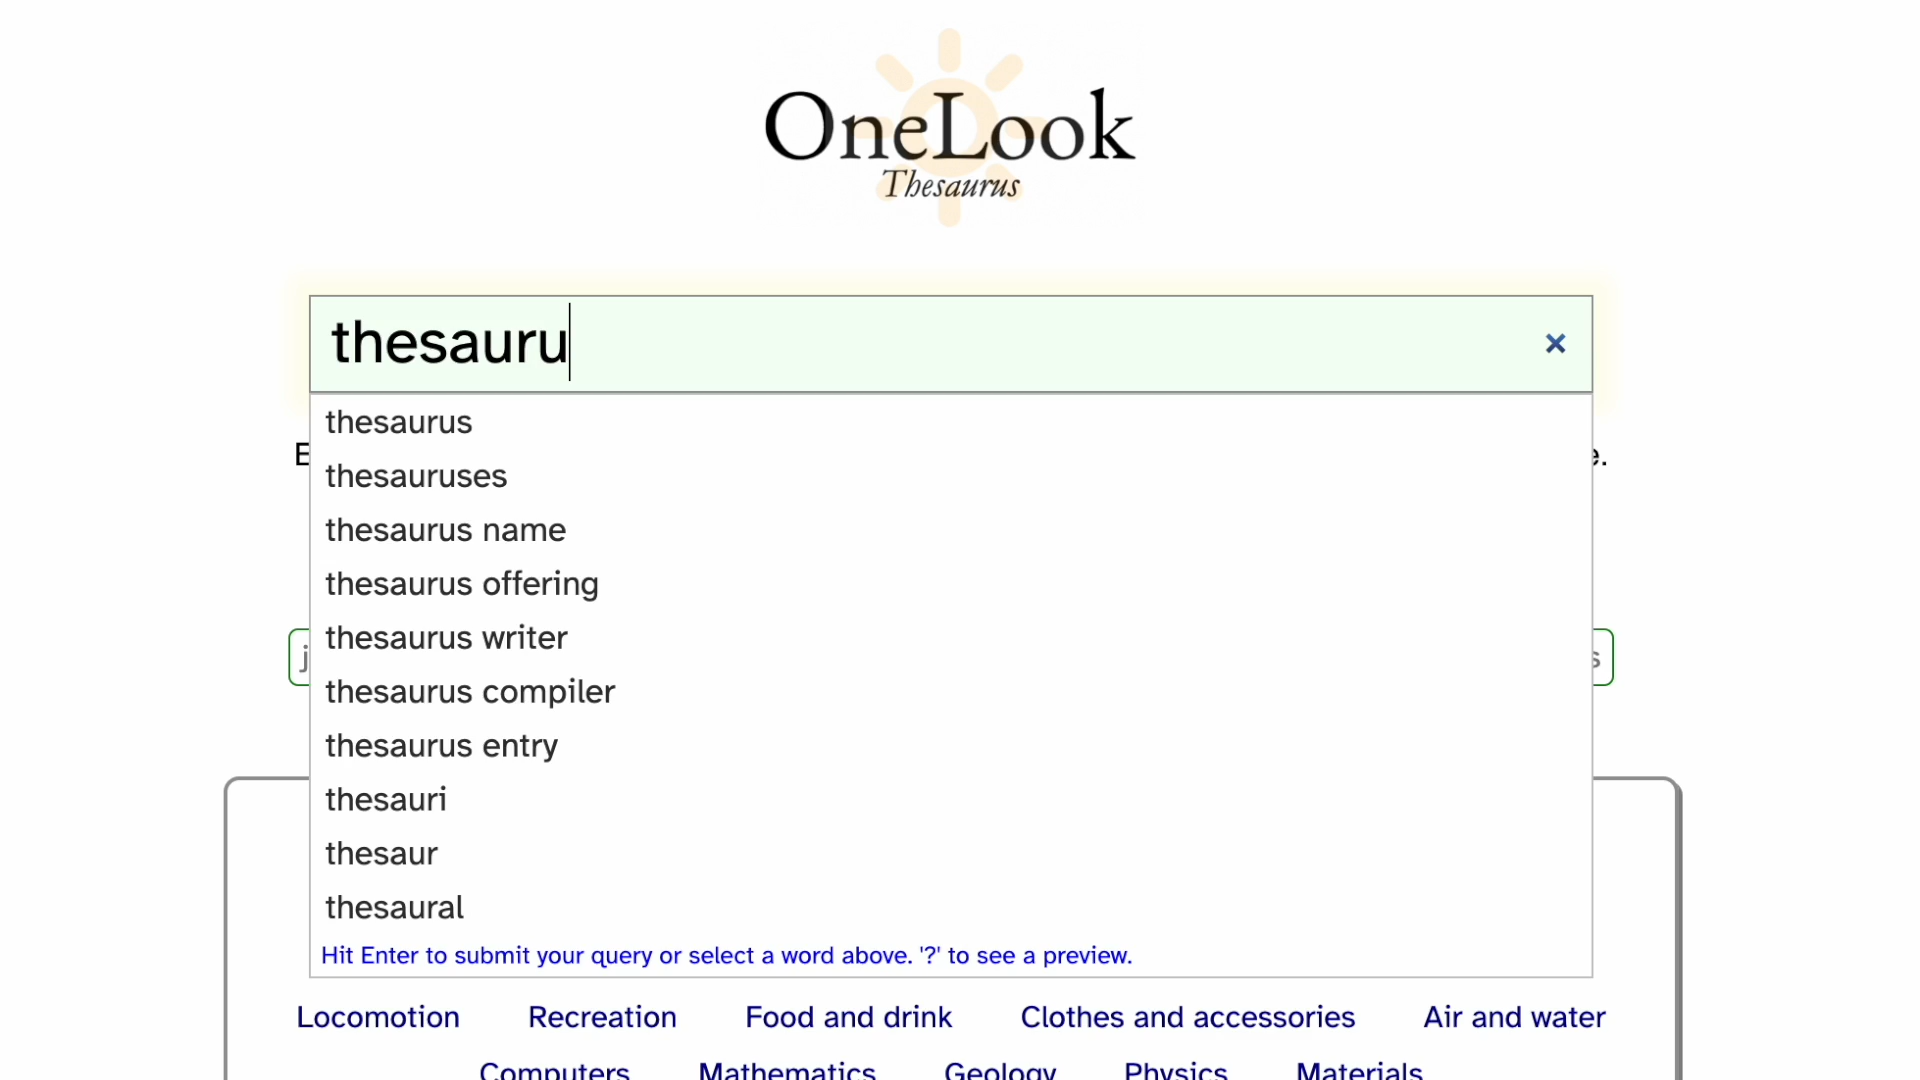 OneLook
Thesaurus
thesauru
×
thesaurus
thesauruses
thesaurus name
thesaurus offering
thesaurus writer
thesaurus compiler
thesaurus entry
thesauri
thesaur
thesaural
Hit Enter to submit your query or select a word above. '?' to see a preview.
Locomotion Recreation Food and drink Clothes and accessories Air and water
Computers Mathematics Geology Physics Materials